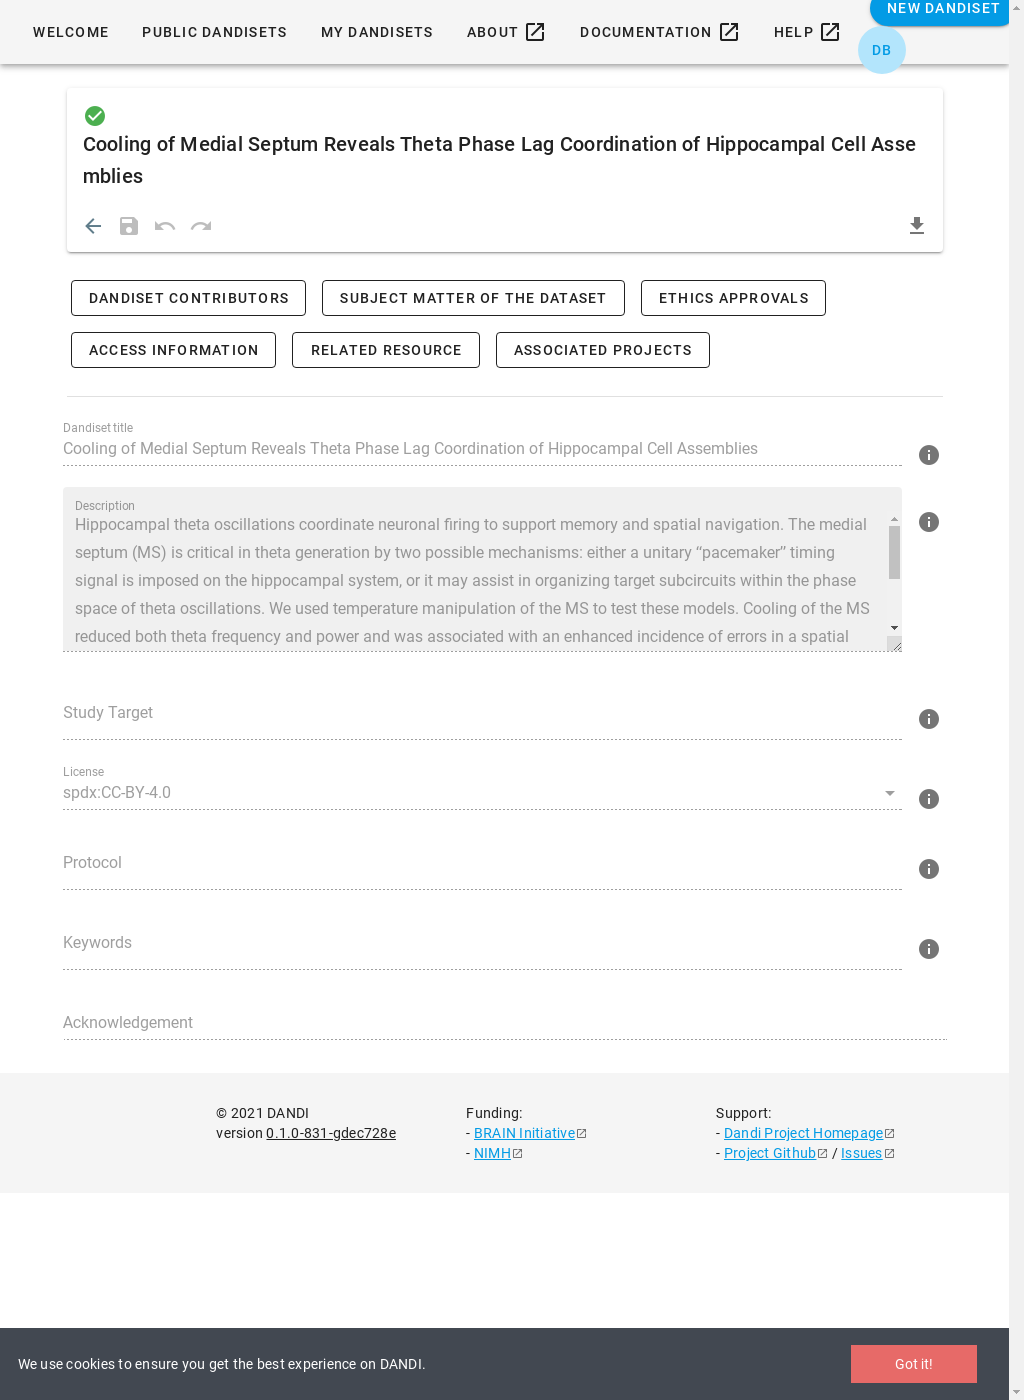 WELCOME PUBLIC DANDISETS MY DANDISETS ABOUT DOCUMENTATION HELP NEW DANDISET
DB
Cooling of Medial Septum Reveals Theta Phase Lag Coordination of Hippocampal Cell Asse
mblies
DANDISET CONTRIBUTORS SUBJECT MATTER OF THE DATASET ETHICS APPROVALS
ACCESS INFORMATION RELATED RESOURCE ASSOCIATED PROJECTS
Dandiset title
Cooling of Medial Septum Reveals Theta Phase Lag Coordination of Hippocampal Cell Assemblies
Description
Hippocampal theta oscillations coordinate neuronal firing to support memory and spatial navigation. The medial
septum (MS) is critical in theta generation by two possible mechanisms: either a unitary “pacemaker” timing
signal is imposed on the hippocampal system, or it may assist in organizing target subcircuits within the phase
space of theta oscillations. We used temperature manipulation of the MS to test these models. Cooling of the MS
reduced both theta frequency and power and was associated with an enhanced incidence of errors in a spatial
Study Target
License
spdx:CC-BY-4.0
Protocol
Keywords
Acknowledgement
© 2021 DANDI
version 0.1.0-831-gdec728e
Funding:
- BRAIN Initiative
- NIMH
Support:
- Dandi Project Homepage
- Project Github / Issues
We use cookies to ensure you get the best experience on DANDI.
Got it!